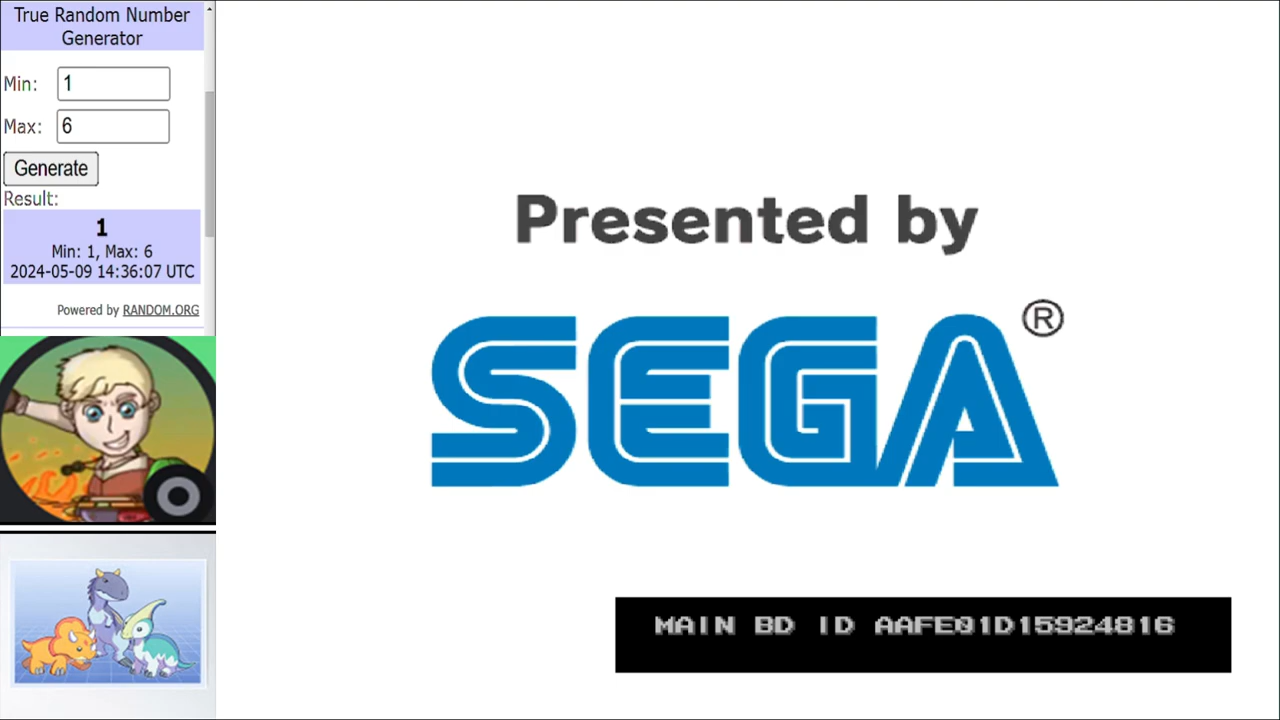 True Random Number
Generator
Min: 1
Max: 6
Generate
Result:
1
Min: 1, Max: 6
2024-05-09 14:36:07 UTC
Powered by RANDOM.ORG
Presented by
SEGA®
MAIN BD ID AAFE01D15924816